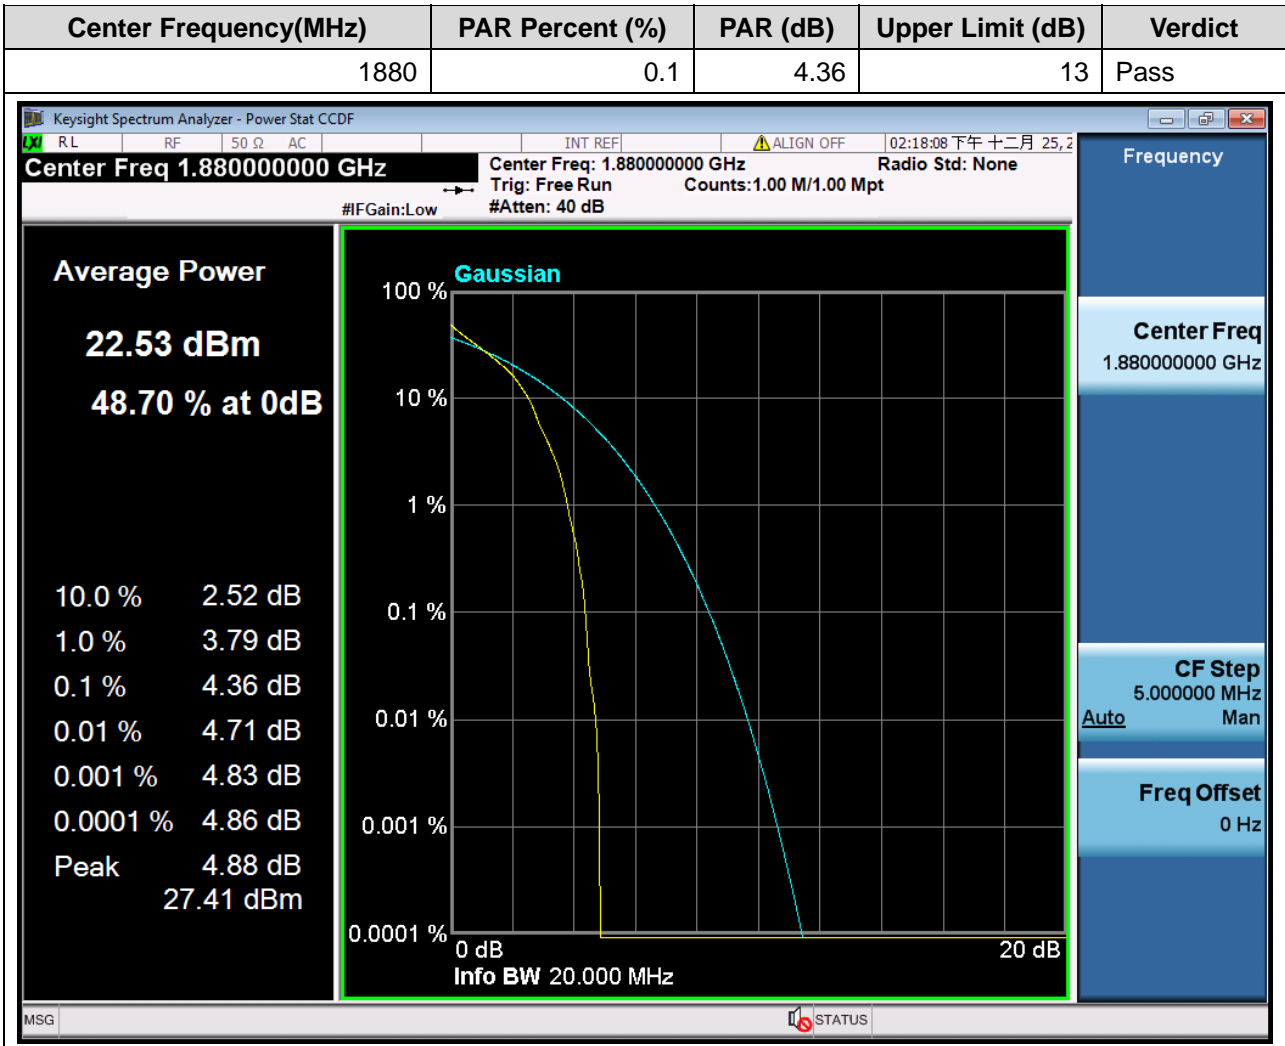 Center Frequency(MHz) PAR Percent (%) PAR (dB) Upper Limit (dB) Verdict
1880 0.1 4.36 13 Pass
Keysight Spectrum Analyzer - Power Stat CCDF
LXI RL RF 50 Ω AC INT REF ALIGN OFF 02:18:08 下午 十二月 25, 2
Center Freq 1.880000000 GHz
Center Freq: 1.880000000 GHz Radio Std: None
Trig: Free Run Counts:1.00 M/1.00 Mpt
#IFGain:Low #Atten: 40 dB
Average Power
22.53 dBm
48.70 % at 0dB
10.0 % 2.52 dB
1.0 % 3.79 dB
0.1 % 4.36 dB
0.01 % 4.71 dB
0.001 % 4.83 dB
0.0001 % 4.86 dB
Peak 4.88 dB
27.41 dBm
Gaussian
100 %
10 %
1 %
0.1 %
0.01 %
0.001 %
0.0001 %
0 dB 20 dB
Info BW 20.000 MHz
Frequency
Center Freq
1.880000000 GHz
CF Step
5.000000 MHz
Auto Man
Freq Offset
0 Hz
MSG STATUS